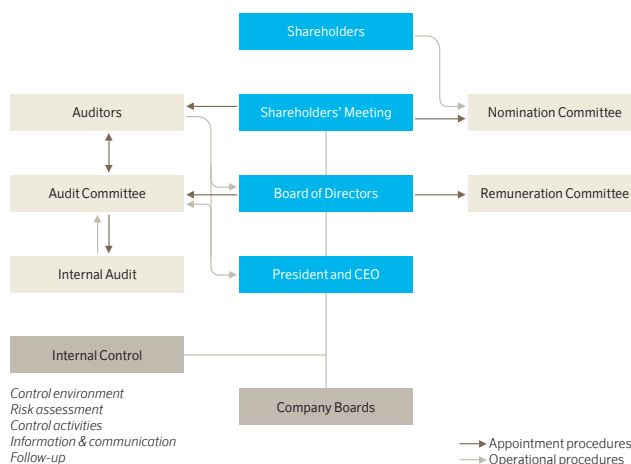 Shareholders
Auditors
Shareholders' Meeting
Nomination Committee
Audit Committee
Board of Directors
Remuneration Committee
Internal Audit
President and CEO
Internal Control
Company Boards
Control environment
Risk assessment
Control activities
Information & communication
Follow-up
Appointment procedures
Operational procedures